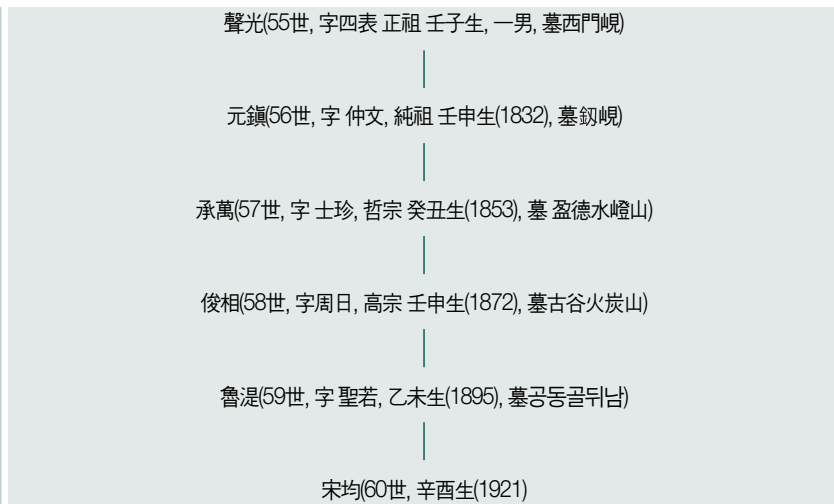 聲光(55世, 字四表 正祖 壬子生, 一男, 墓西門峴)
元鎭(56世, 字 仲文, 純祖 壬申生(1832), 墓釼峴)
承萬(57世, 字 士珍, 哲宗 癸丑生(1853), 墓 盈德水嶝山)
俊相(58世, 字周日, 高宗 壬申生(1872), 墓古谷火炭山)
魯湜(59世, 字 聖若, 乙未生(1895), 墓공동골뒤남)
宋均(60世, 辛酉生(1921)